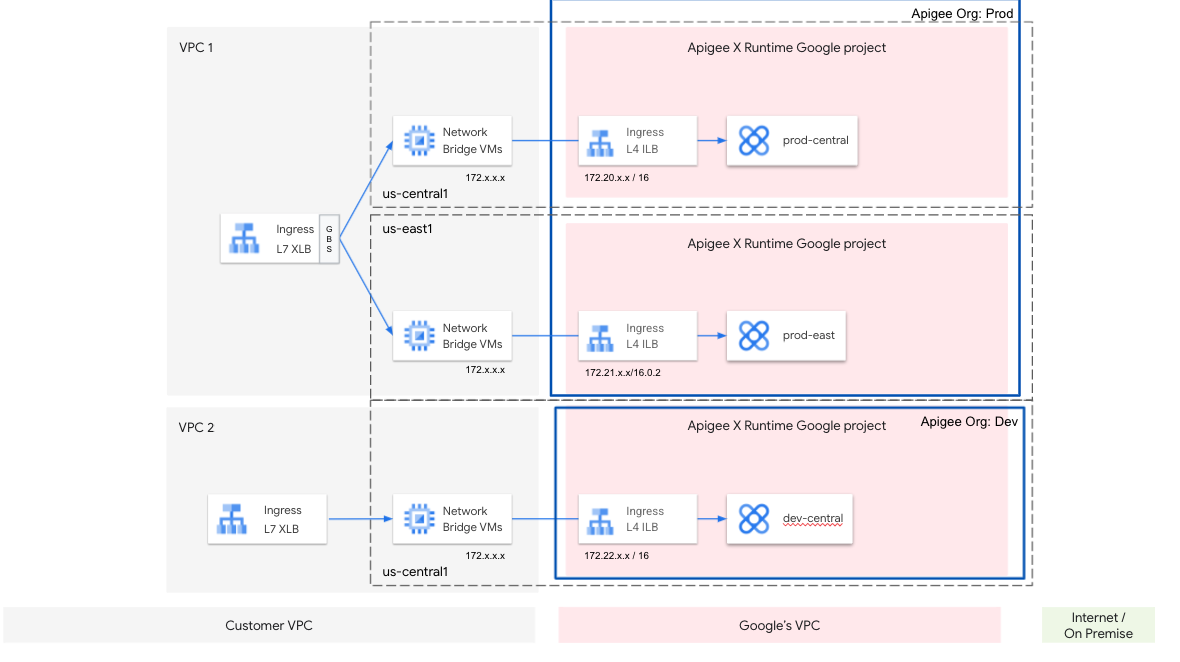 Apigee Org: Prod
VPC 1
Apigee X Runtime Google project
Network
Bridge VMs
Ingress
L4 ILB
prod-central
172.x.x.x
172.20.x.x / 16
us-central1
Ingress
L7 XLB
G
B
S
us-east1
Apigee X Runtime Google project
Network
Bridge VMs
Ingress
L4 ILB
prod-east
172.x.x.x
172.21.x.x/16.0.2
VPC 2
Apigee X Runtime Google project
Apigee Org: Dev
Ingress
L7 XLB
Network
Bridge VMs
Ingress
L4 ILB
dev-central
172.x.x.x
172.22.x.x / 16
us-central1
Customer VPC
Google's VPC
Internet /
On Premise